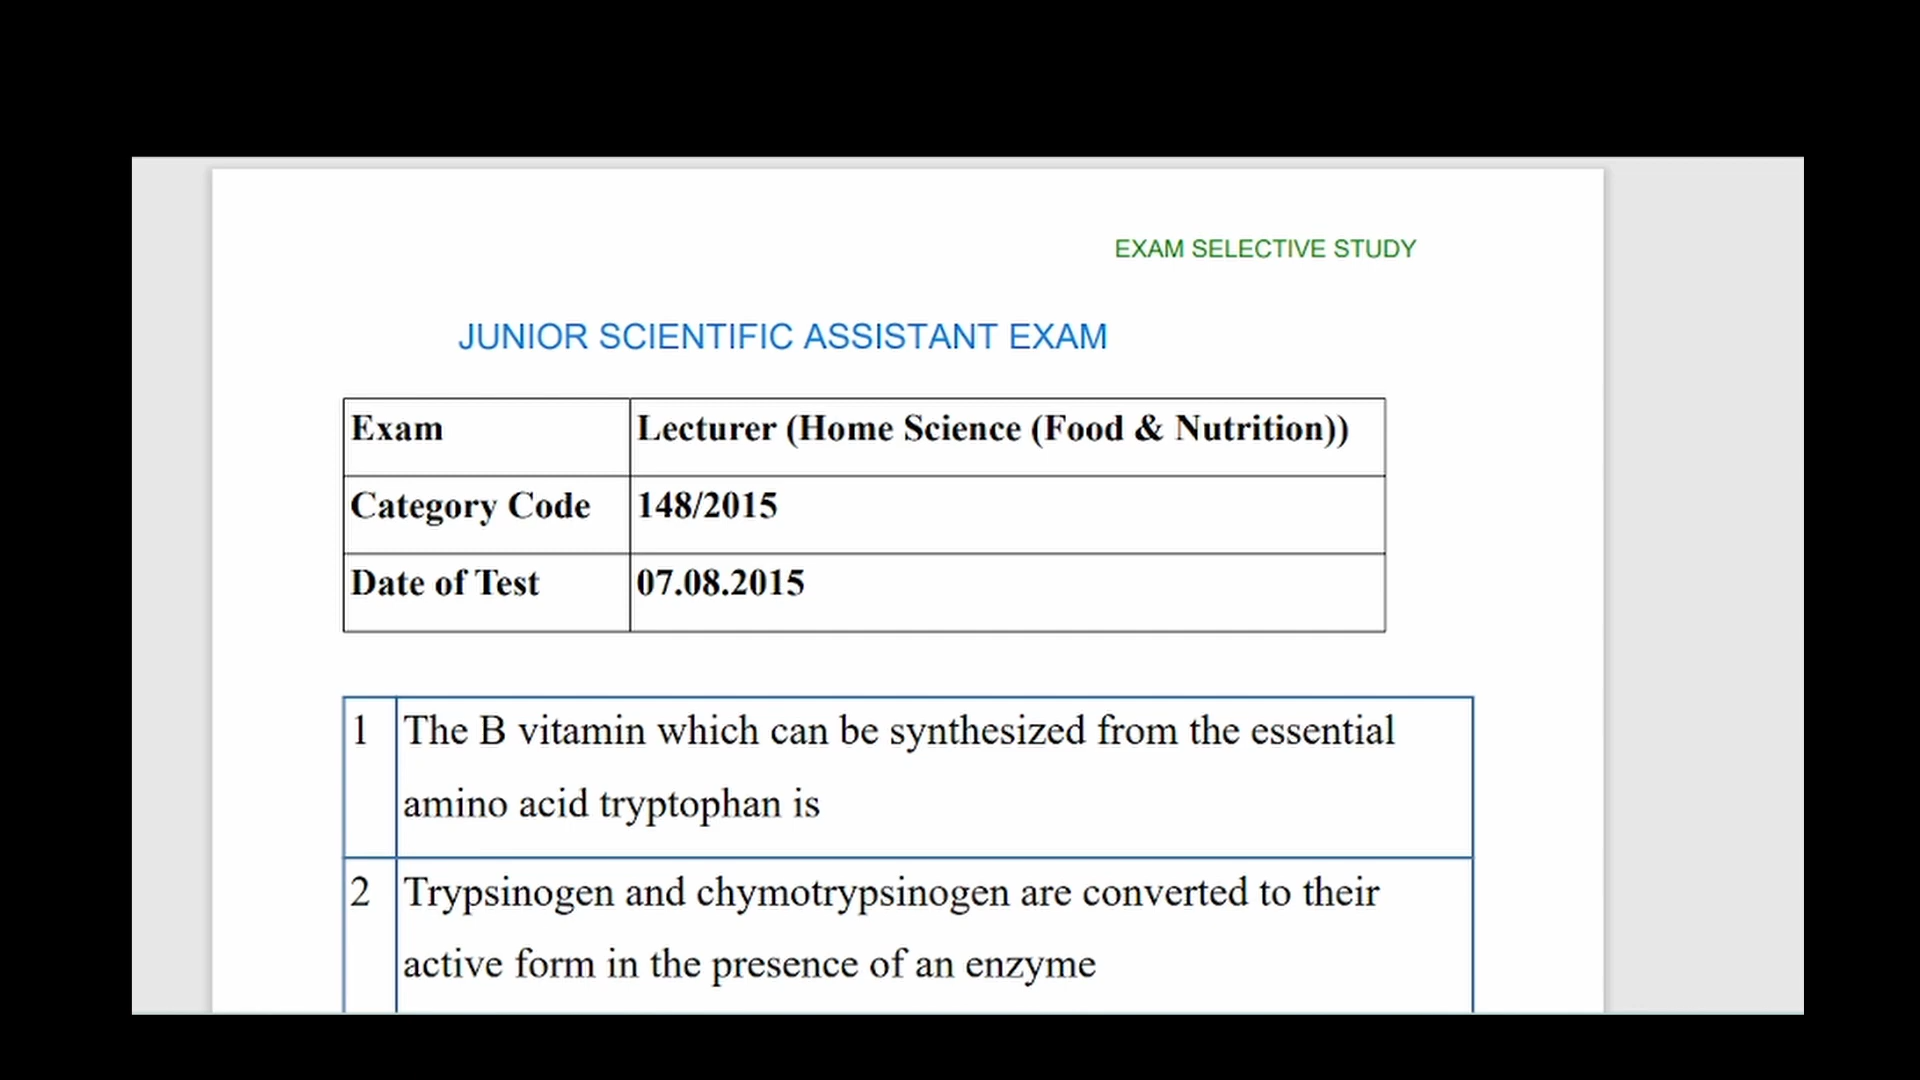 EXAM SELECTIVE STUDY
JUNIOR SCIENTIFIC ASSISTANT EXAM
Exam Lecturer (Home Science (Food & Nutrition))
Category Code 148/2015
Date of Test 07.08.2015
1 The B vitamin which can be synthesized from the essential
amino acid tryptophan is
2 Trypsinogen and chymotrypsinogen are converted to their
active form in the presence of an enzyme